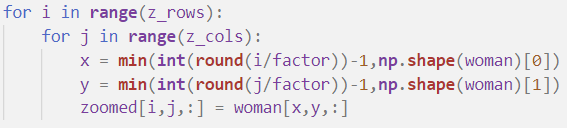 for i in range(z_rows):
    for j in range(z_cols):
        x = min(int(round(i/factor))-1,np.shape(woman)[0])
        y = min(int(round(j/factor))-1,np.shape(woman)[1])
        zoomed[i,j,:] = woman[x,y,:]